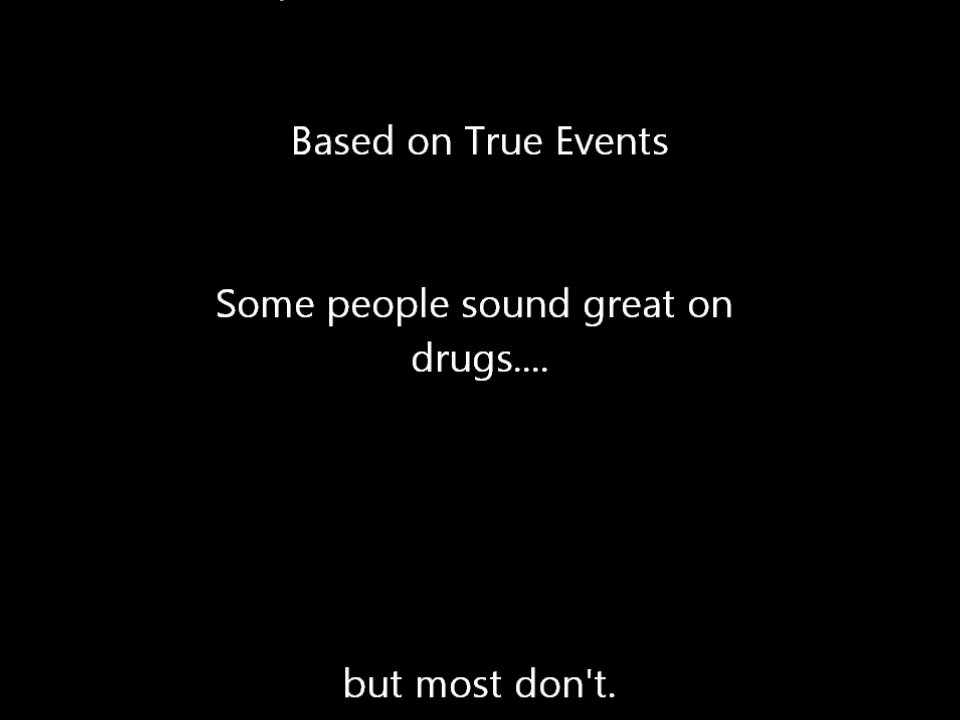 Based on True Events
Some people sound great on
drugs....
but most don't.